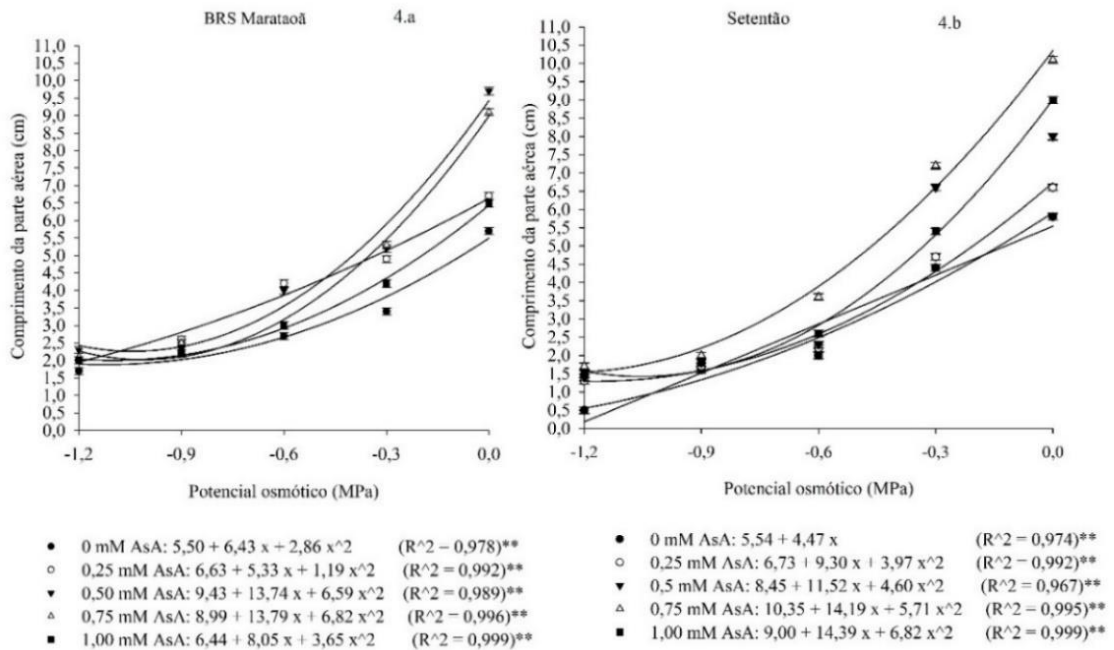 BRS Marataoã 4.a
Comprimento da parte aérea (cm)
11,0
10,5
10,0
9,5
9,0
8,5
8,0
7,5
7,0
6,5
6,0
5,5
5,0
4,5
4,0
3,5
3,0
2,5
2,0
1,5
1,0
0,5
0,0
-1,2 -0,9 -0,6 -0,3 0,0
Potencial osmótico (MPa)
0 mM AsA: 5,50 + 6,43 x + 2,86 x^2 (R^2 = 0,978)**
0,25 mM AsA: 6,63 + 5,33 x + 1,19 x^2 (R^2 = 0,992)**
0,50 mM AsA: 9,43 + 13,74 x + 6,59 x^2 (R^2 = 0,989)**
0,75 mM AsA: 8,99 + 13,79 x + 6,82 x^2 (R^2 = 0,996)**
1,00 mM AsA: 6,44 + 8,05 x + 3,65 x^2 (R^2 = 0,999)**
Setentão 4.b
Comprimento da parte aérea (cm)
11,0
10,5
10,0
9,5
9,0
8,5
8,0
7,5
7,0
6,5
6,0
5,5
5,0
4,5
4,0
3,5
3,0
2,5
2,0
1,5
1,0
0,5
0,0
-1,2 -0,9 -0,6 -0,3 0,0
Potencial osmótico (MPa)
0 mM AsA: 5,54 + 4,47 x (R^2 = 0,974)**
0,25 mM AsA: 6,73 + 9,30 x + 3,97 x^2 (R^2 = 0,992)**
0,5 mM AsA: 8,45 + 11,52 x + 4,60 x^2 (R^2 = 0,967)**
0,75 mM AsA: 10,35 + 14,19 x + 5,71 x^2 (R^2 = 0,995)**
1,00 mM AsA: 9,00 + 14,39 x + 6,82 x^2 (R^2 = 0,999)**